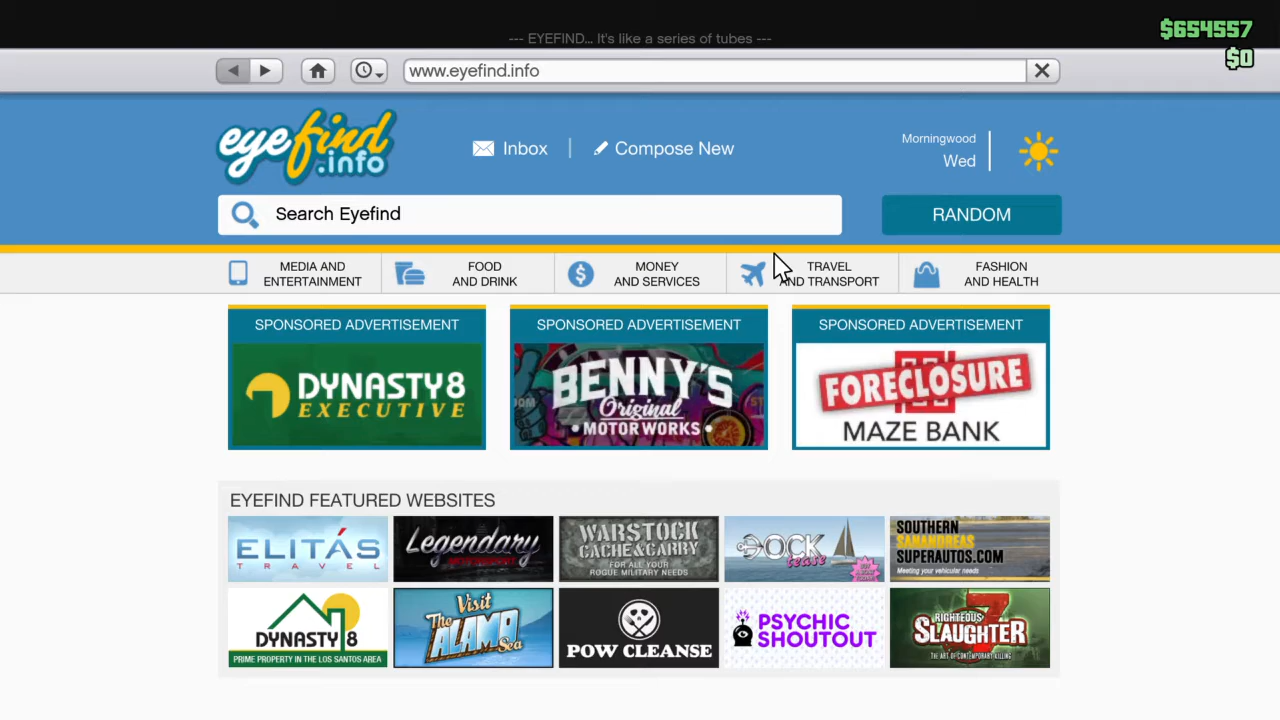 $654557
--- EYEFIND... It's like a series of tubes ---
$0
www.eyefind.info
eyefind
.info
Inbox
Compose New
Morningwood
Wed
Search Eyefind
RANDOM
MEDIA AND
ENTERTAINMENT
FOOD
AND DRINK
MONEY
AND SERVICES
TRAVEL
AND TRANSPORT
FASHION
AND HEALTH
SPONSORED ADVERTISEMENT
DYNASTY8
EXECUTIVE
SPONSORED ADVERTISEMENT
BENNY'S
Original
• MOTORWORKS •
SPONSORED ADVERTISEMENT
FORECLOSURE
MAZE BANK
EYEFIND FEATURED WEBSITES
ELITÁS
TRAVEL
Legendary
WARSTOCK
CACHE&CARRY
FOR ALL YOUR
ROGUE MILITARY NEEDS
DOCK
tease
SOUTHERN
SANANDREAS
SUPERAUTOS.COM
Meeting your vehicular needs
DYNASTY 8
PRIME PROPERTY IN THE LOS SANTOS AREA
Visit
The
ALAMO
Sea
POW CLEANSE
PSYCHIC
SHOUTOUT
RIGHTEOUS
SLAUGHTER
7
THE ART OF CONTEMPORARY KILLING